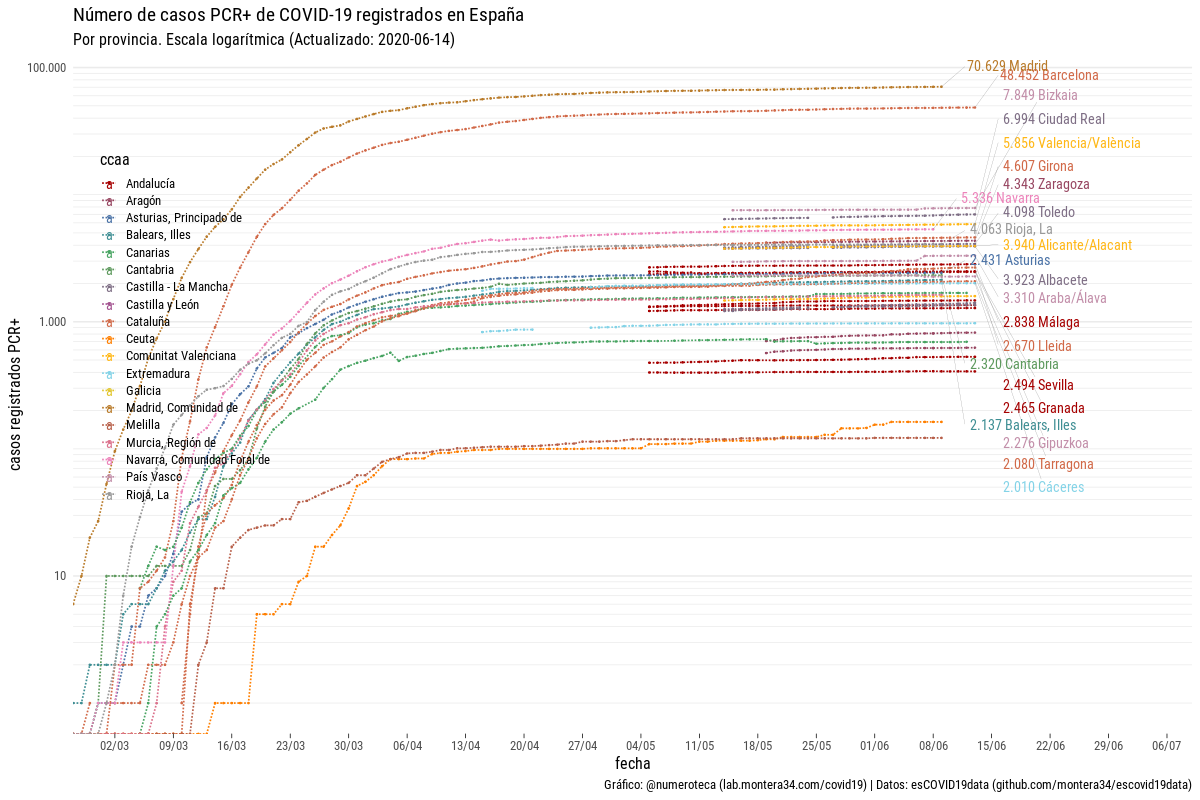 Número de casos PCR+ de COVID-19 registrados en España
Por provincia. Escala logarítmica (Actualizado: 2020-06-14)
100.000
1.000
10
casos registrados PCR+
ccaa
Andalucía
Aragón
Asturias, Principado de
Balears, Illes
Canarias
Cantabria
Castilla - La Mancha
Castilla y León
Cataluña
Ceuta
Comunitat Valenciana
Extremadura
Galicia
Madrid, Comunidad de
Melilla
Murcia, Región de
Navarra, Comunidad Foral de
País Vasco
Rioja, La
70.629 Madrid
48.452 Barcelona
7.849 Bizkaia
6.994 Ciudad Real
5.856 Valencia/València
4.607 Girona
4.343 Zaragoza
5.336 Navarra
4.098 Toledo
4.063 Rioja, La
3.940 Alicante/Alacant
2.431 Asturias
3.923 Albacete
3.310 Araba/Álava
2.838 Málaga
2.670 Lleida
2.320 Cantabria
2.494 Sevilla
2.465 Granada
2.137 Balears, Illes
2.276 Gipuzkoa
2.080 Tarragona
2.010 Cáceres
02/03 09/03 16/03 23/03 30/03 06/04 13/04 20/04 27/04 04/05 11/05 18/05 25/05 01/06 08/06 15/06 22/06 29/06 06/07
fecha
Gráfico: @numeroteca (lab.montera34.com/covid19) | Datos: esCOVID19data (github.com/montera34/escovid19data)